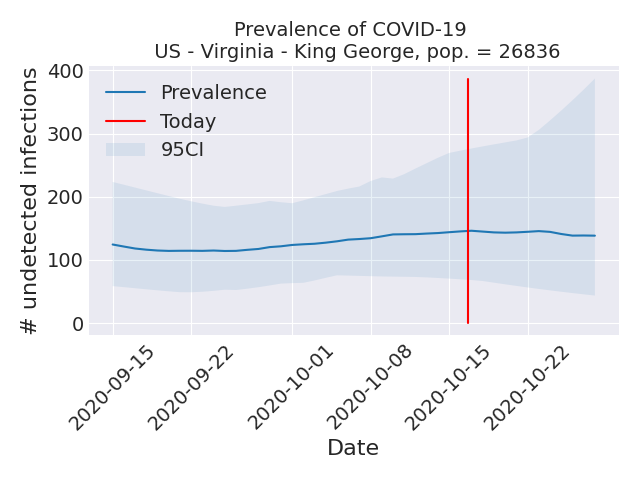 Prevalence of COVID-19
US - Virginia - King George, pop. = 26836
# undetected infections
400
300
200
100
0
Prevalence
Today
95CI
2020-09-15
2020-09-22
2020-10-01
2020-10-08
2020-10-15
2020-10-22
Date